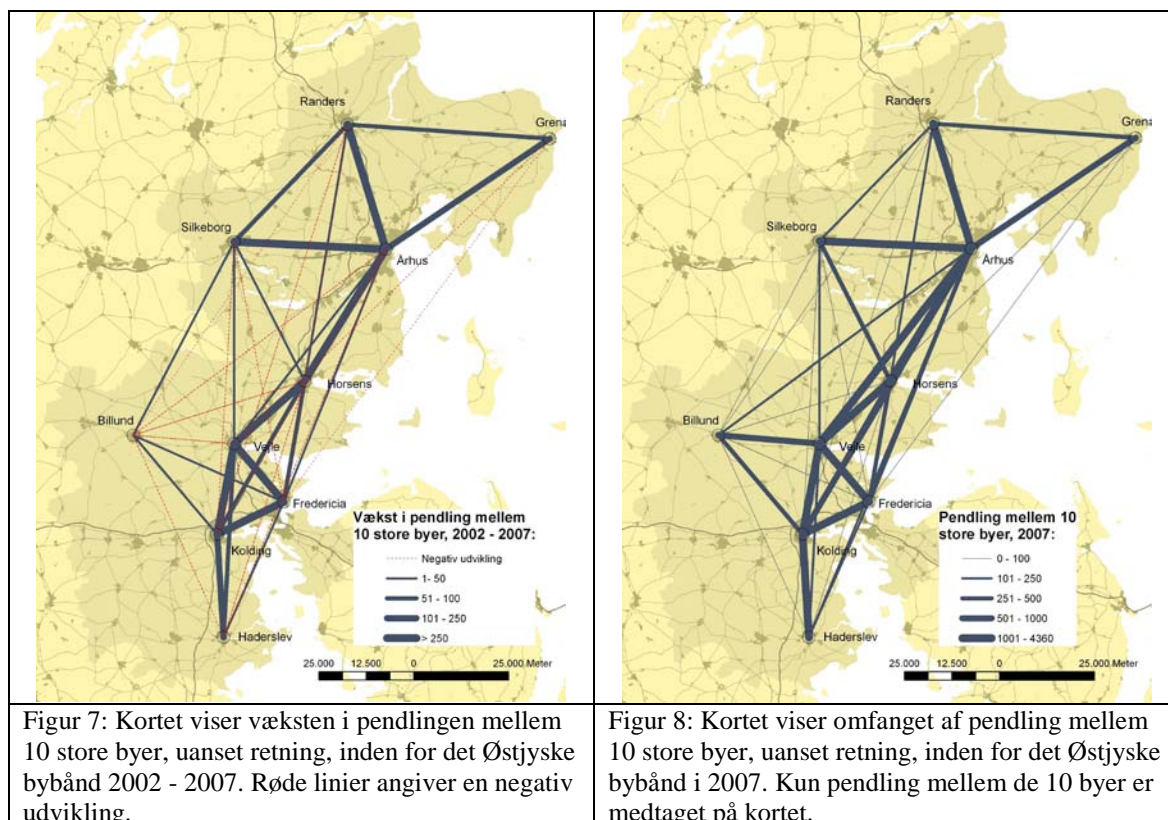 Randers
Grena
Silkeborg
Århus
Horsens
Billund
Vejle
Fredericia
Kolding
Haderslev
Vækst i pendling mellem
10 store byer, 2002 - 2007:
Negativ udvikling
1- 50
51 - 100
101 - 250
> 250
25.000 12.500 0 25.000 Meter
Randers
Grena
Silkeborg
Århus
Horsens
Billund
Vejle
Fredericia
Kolding
Haderslev
Pendling mellem 10
store byer, 2007:
0 - 100
101 - 250
251 - 500
501 - 1000
1001 - 4360
25.000 12.500 0 25.000 Meter
Figur 7: Kortet viser væksten i pendlingen mellem
10 store byer, uanset retning, inden for det Østjyske
bybånd 2002 - 2007. Røde linier angiver en negativ
udvikling.
Figur 8: Kortet viser omfanget af pendling mellem
10 store byer, uanset retning, inden for det Østjyske
bybånd i 2007. Kun pendling mellem de 10 byer er
medtaget på kortet.